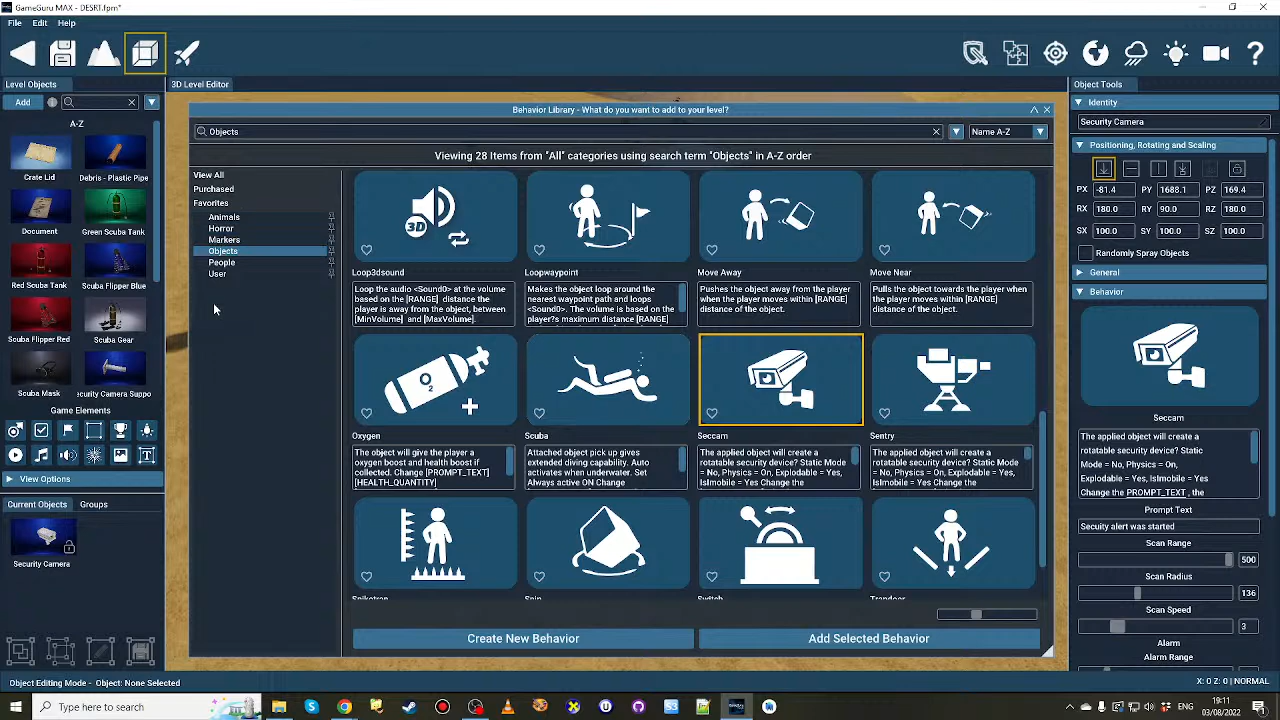 GameGuru MAX - DESRT.fpm*
File Edit Help
Level Objects
3D Level Editor
Object Tools
Add
A-Z
Crate Lid
Debris - Plastic Pipe
Document
Green Scuba Tank
Red Scuba Tank
Scuba Flipper Blue
Scuba Flipper Red
Scuba Gear
Scuba Mask
ecurity Camera Suppo
Game Elements
View Options
Current Objects Groups
Security Camera
Behavior Library - What do you want to add to your level?
Objects
Name A-Z
Viewing 28 Items from "All" categories using search term "Objects" in A-Z order
View All
Purchased
Favorites
Animals
Horror
Markers
Objects
People
User
3D
Loop3dsound
Loop the audio <Sound0> at the volume
based on the [RANGE] distance the
player is away from the object, between
[MinVolume] and [MaxVolume].
Loopwaypoint
Makes the object loop around the
nearest waypoint path and loops
<Sound0>. The volume is based on the
player?s maximum distance [RANGE]
Move Away
Pushes the object away from the player
when the player moves within [RANGE]
distance of the object.
Move Near
Pulls the object towards the player when
the player moves within [RANGE]
distance of the object.
O2
Oxygen
The object will give the player a
oxygen boost and health boost if
collected. Change [PROMPT_TEXT]
[HEALTH_QUANTITY]
Scuba
Attached object pick up gives
extended diving capability. Auto
activates when underwater. Set
Always active ON Change
Seccam
The applied object will create a
rotatable security device? Static Mode
= No, Physics = On, Explodable = Yes,
IsImobile = Yes Change the
Sentry
The applied object will create a
rotatable security device? Static Mode
= No, Physics = On, Explodable = Yes,
IsImobile = Yes Change the
Spiketrap
Spin
Switch
Trapdoor
Create New Behavior
Add Selected Behavior
Identity
Security Camera
Positioning, Rotating and Scaling
PX -81.4 PY 1688.1 PZ 169.4
RX 180.0 RY 90.0 RZ 180.0
SX 100.0 SY 100.0 SZ 100.0
Randomly Spray Objects
General
Behavior
Seccam
The applied object will create a
rotatable security device? Static
Mode = No, Physics = On,
Explodable = Yes, IsImobile = Yes
Change the PROMPT_TEXT , the
Prompt Text
Secuity alert was started
Scan Range
500
Scan Radius
136
Scan Speed
3
Alarm
Alarm Range
Object Editing Mode - Object: None Selected
X: 0 Z: 0 | NORMAL
Type here to search
19:11
03/08/2022